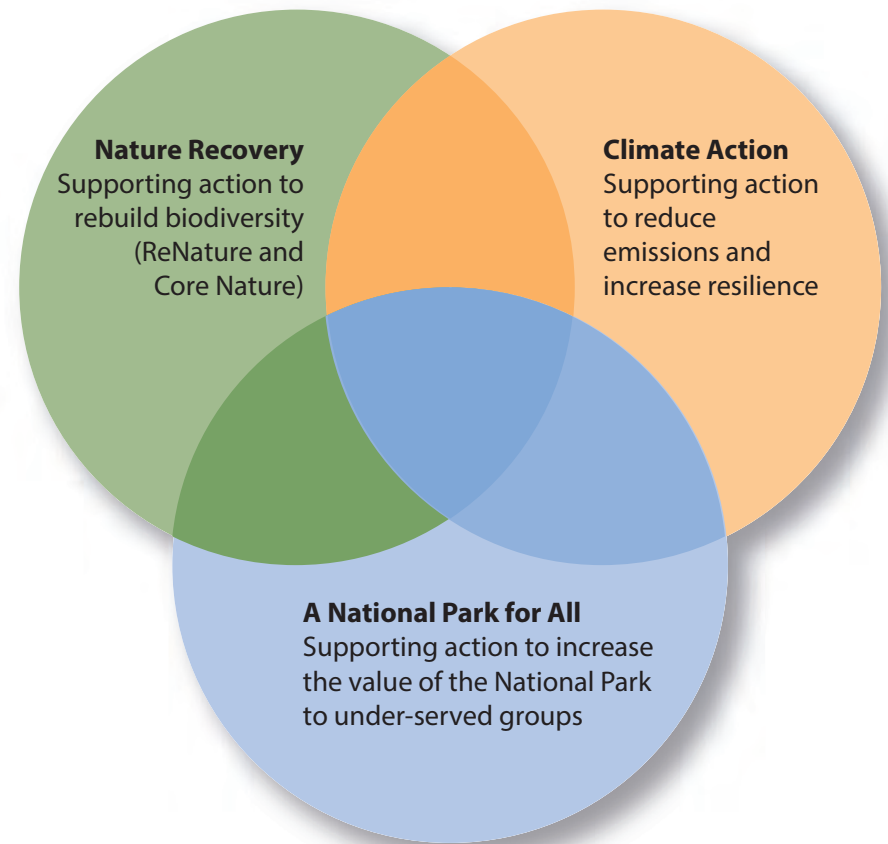 Nature Recovery
Supporting action to
rebuild biodiversity
(ReNature and
Core Nature)
Climate Action
Supporting action
to reduce
emissions and
increase resilience
A National Park for All
Supporting action to increase
the value of the National Park
to under-served groups